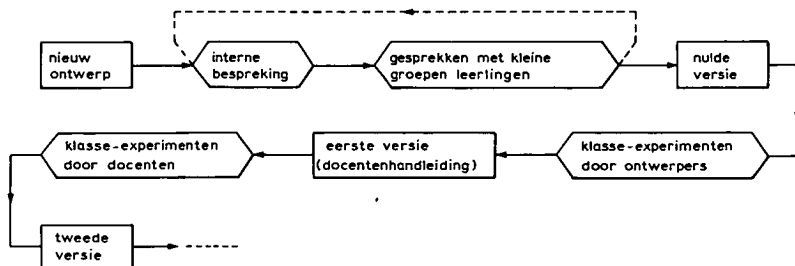 nieuw
ontwerp
interne
bespreking
gesprekken met kleine
groepen leerlingen
nulde
versie
klasse-experimenten
door docenten
eerste versie
(docentenhandleiding)
klasse-experimenten
door ontwerpers
tweede
versie